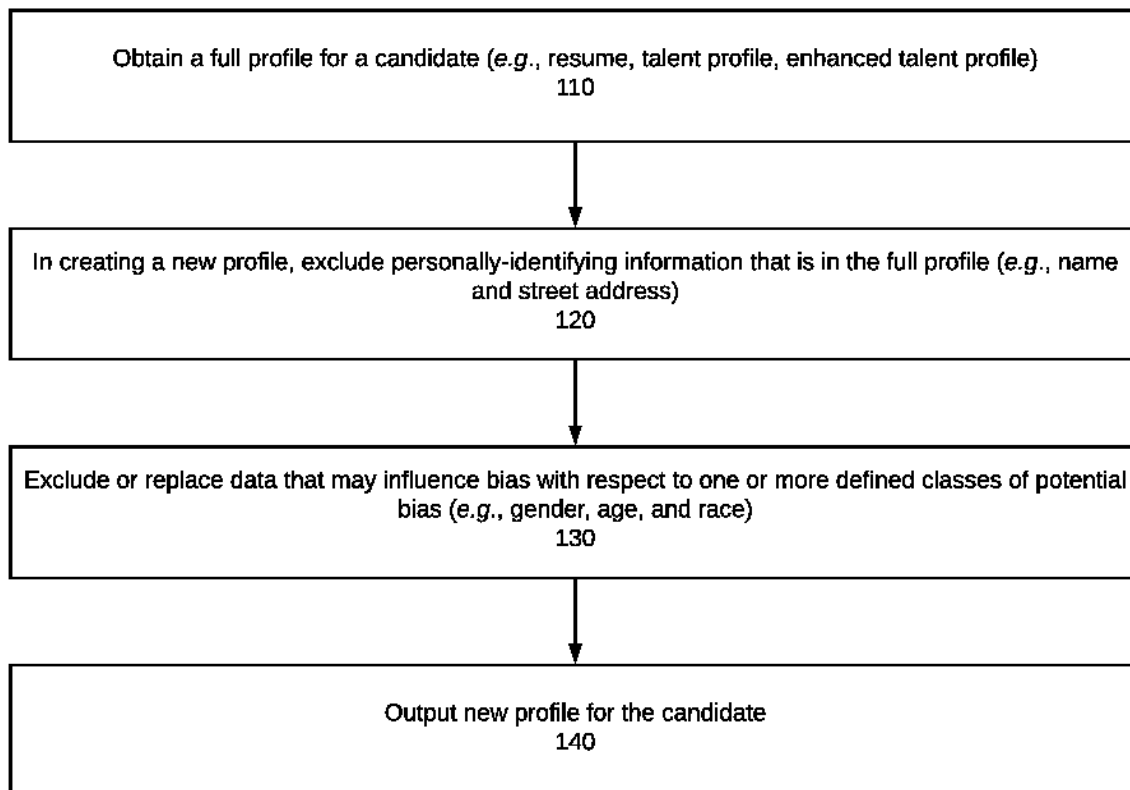 Obtain a full profile for a candidate (e.g., resume, talent profile, enhanced talent profile)
110
In creating a new profile, exclude personally-identifying information that is in the full profile (e.g., name
and street address)
120
Exclude or replace data that may influence bias with respect to one or more defined classes of potential
bias (e.g., gender, age, and race)
130
Output new profile for the candidate
140